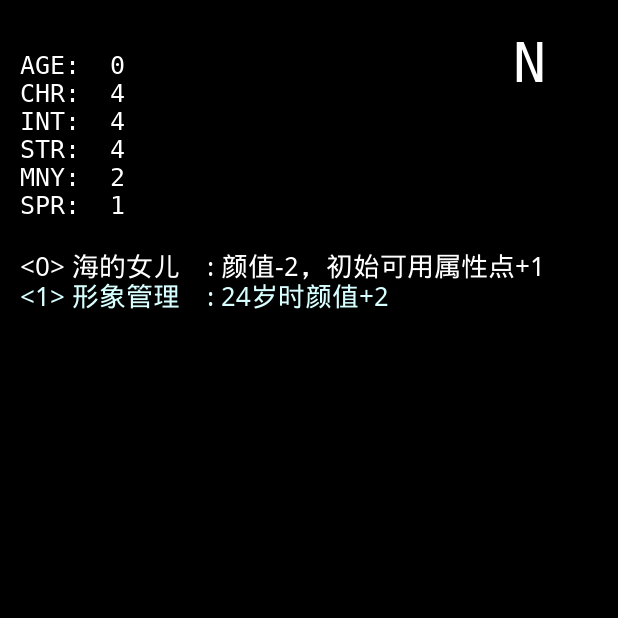 N
AGE: 0
CHR: 4
INT: 4
STR: 4
MNY: 2
SPR: 1
<0> 海的女儿 : 颜值-2，初始可用属性点+1
<1> 形象管理 : 24岁时颜值+2